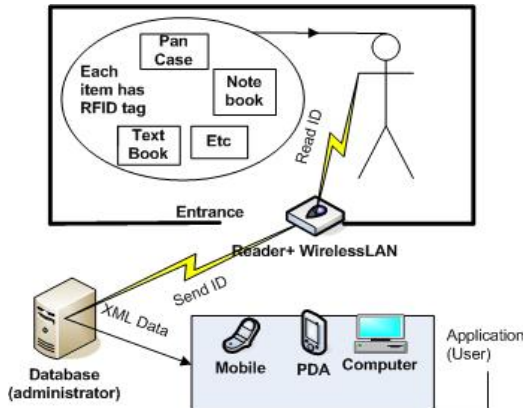 Pan
Case
Each
item has
RFID tag
Note
book
Text
Book
Etc
Read ID
Entrance
Reader+ WirelessLAN
Send ID
XML Data
Database
(administrator)
Mobile
PDA
Computer
Application
(User)